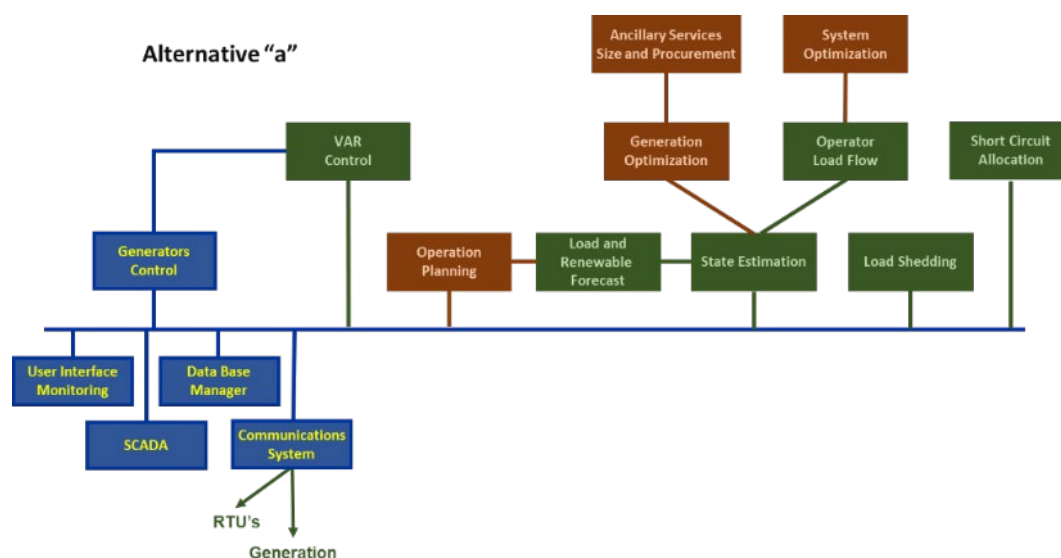 Alternative “a”
Ancillary Services
Size and Procurement
System
Optimization
VAR
Control
Generation
Optimization
Operator
Load Flow
Short Circuit
Allocation
Generators
Control
Operation
Planning
Load and
Renewable
Forecast
State Estimation
Load Shedding
User Interface
Monitoring
Data Base
Manager
SCADA
Communications
System
RTU's
Generation